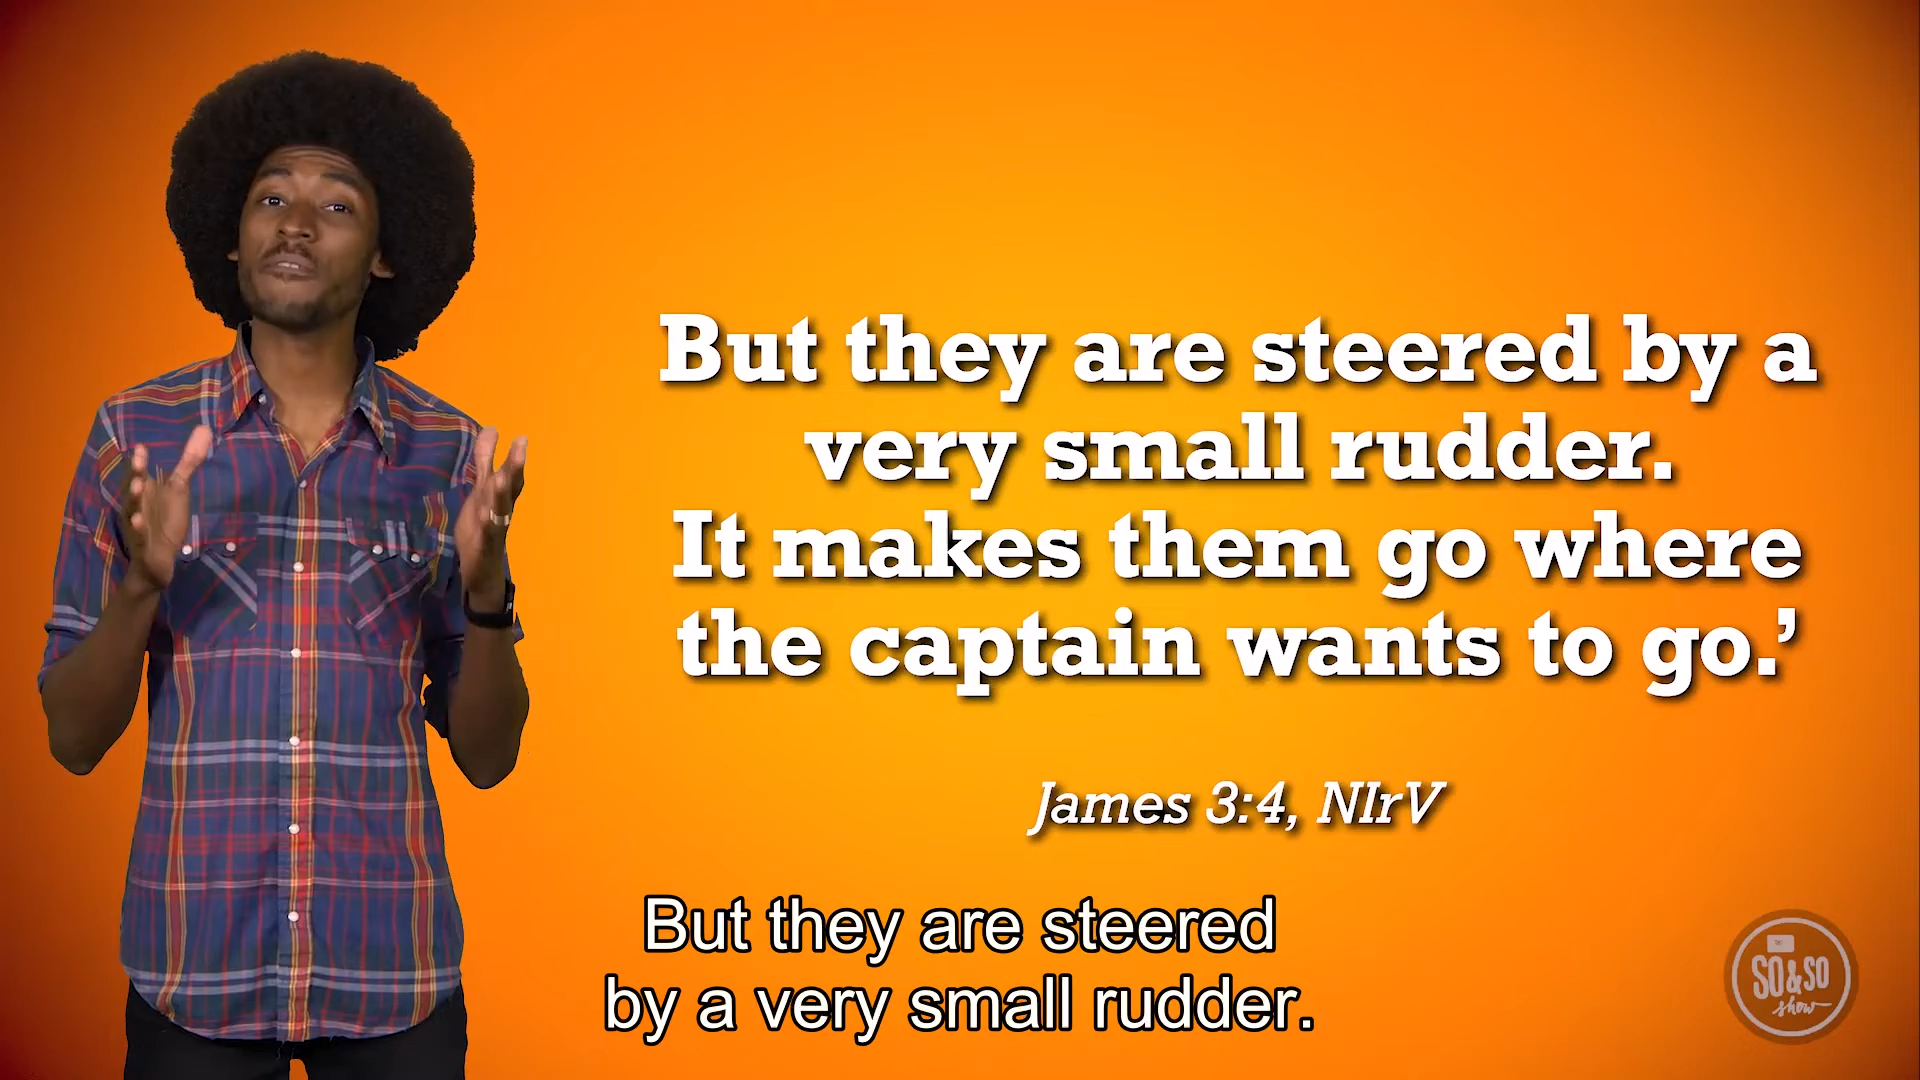 But they are steered by a
very small rudder.
It makes them go where
the captain wants to go.’
James 3:4, NIrV
But they are steered
by a very small rudder.
SO&SO
show